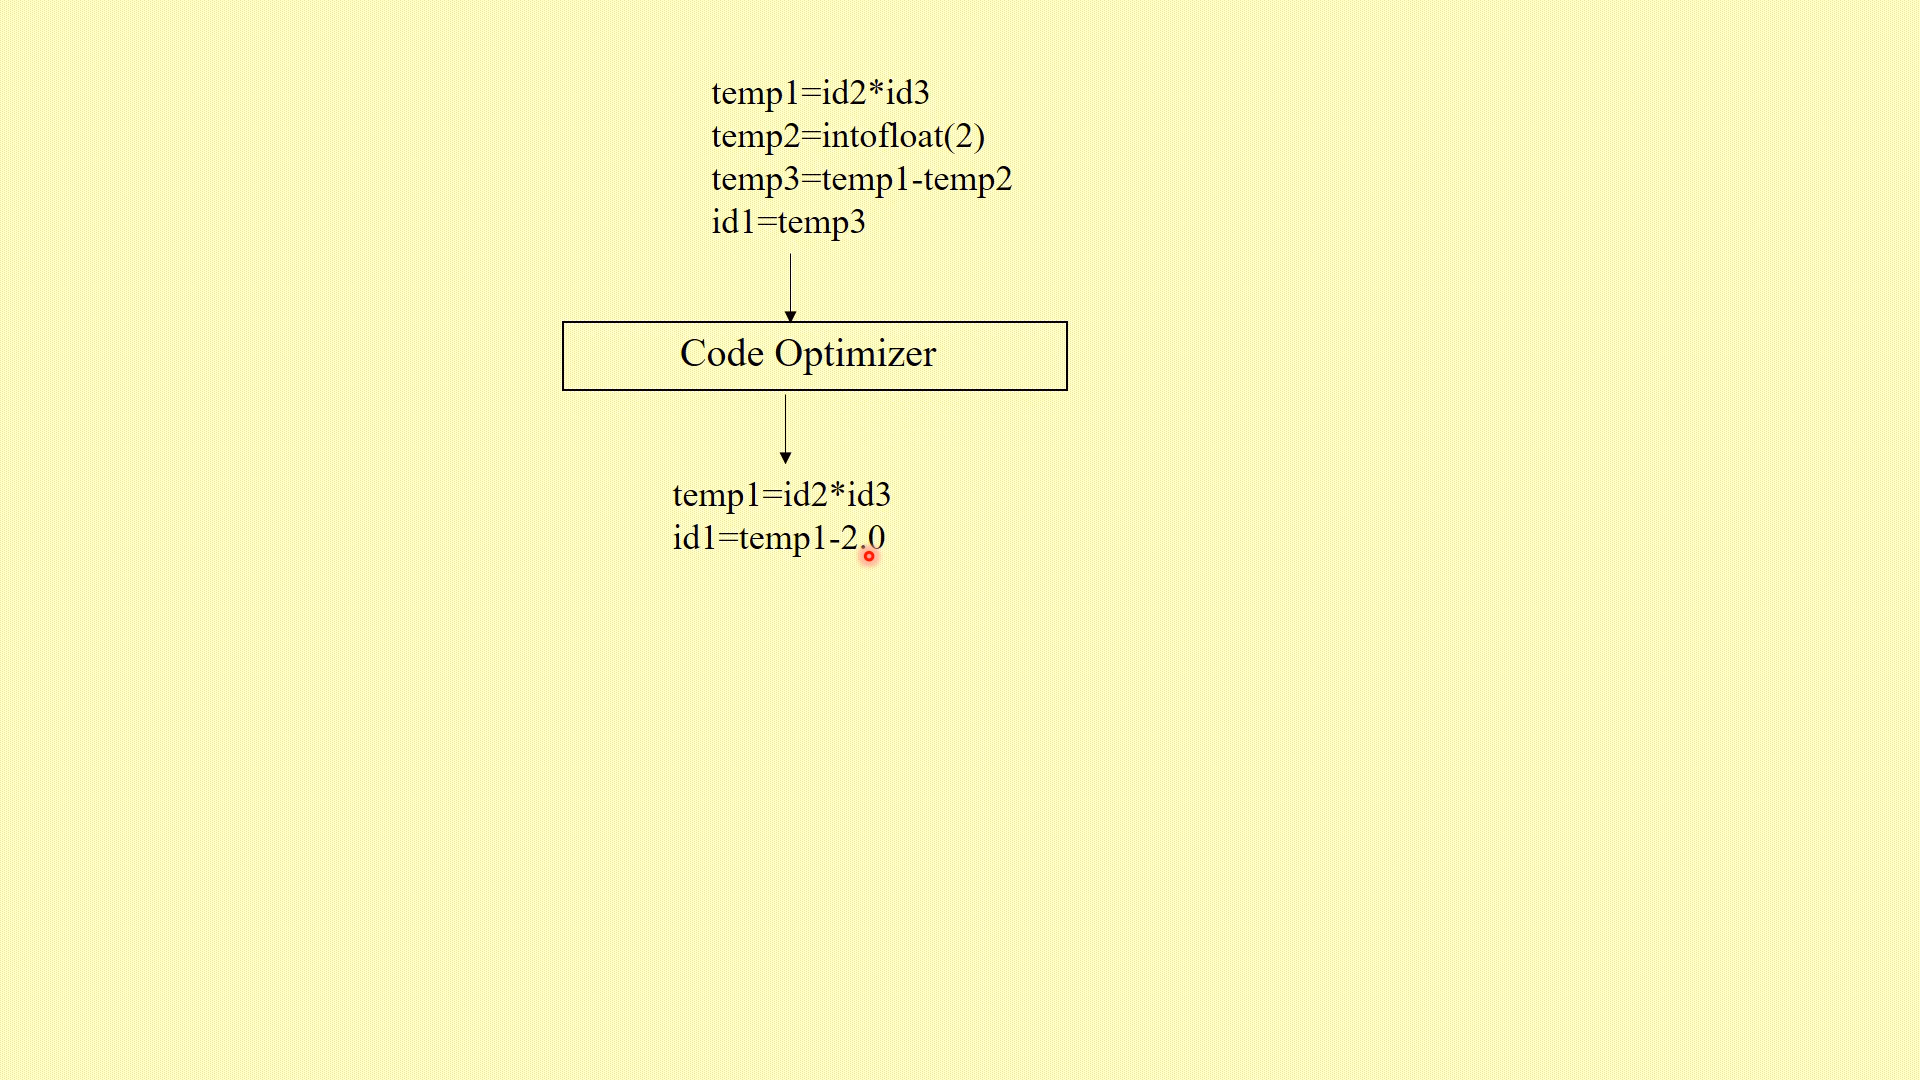 temp1=id2*id3
temp2=intofloat(2)
temp3=temp1-temp2
id1=temp3
Code Optimizer
temp1=id2*id3
id1=temp1-2.0